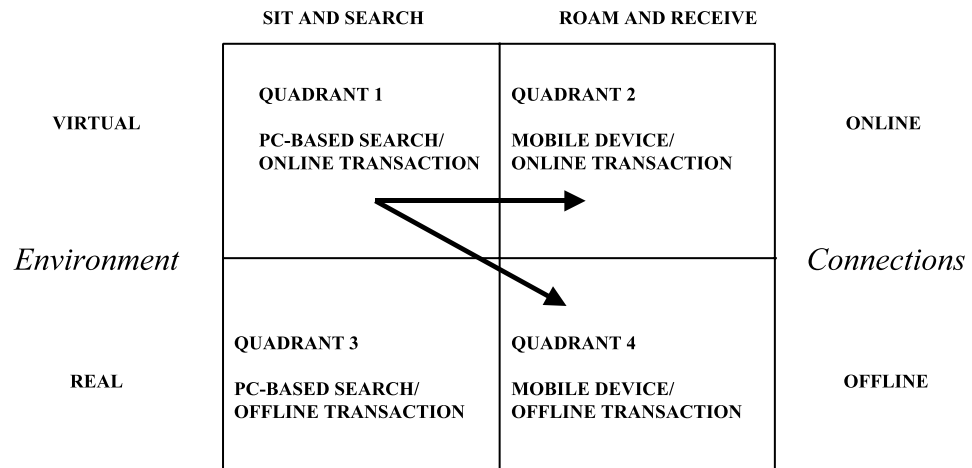 SIT AND SEARCH
ROAM AND RECEIVE
QUADRANT 1
QUADRANT 2
VIRTUAL
ONLINE
PC-BASED SEARCH/
ONLINE TRANSACTION
MOBILE DEVICE/
ONLINE TRANSACTION
Environment
Connections
QUADRANT 3
QUADRANT 4
REAL
OFFLINE
PC-BASED SEARCH/
OFFLINE TRANSACTION
MOBILE DEVICE/
OFFLINE TRANSACTION